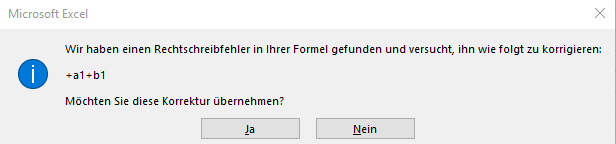 Microsoft Excel
Wir haben einen Rechtschreibfehler in Ihrer Formel gefunden und versucht, ihn wie folgt zu korrigieren:
+a1+b1
Möchten Sie diese Korrektur übernehmen?
Ja
Nein